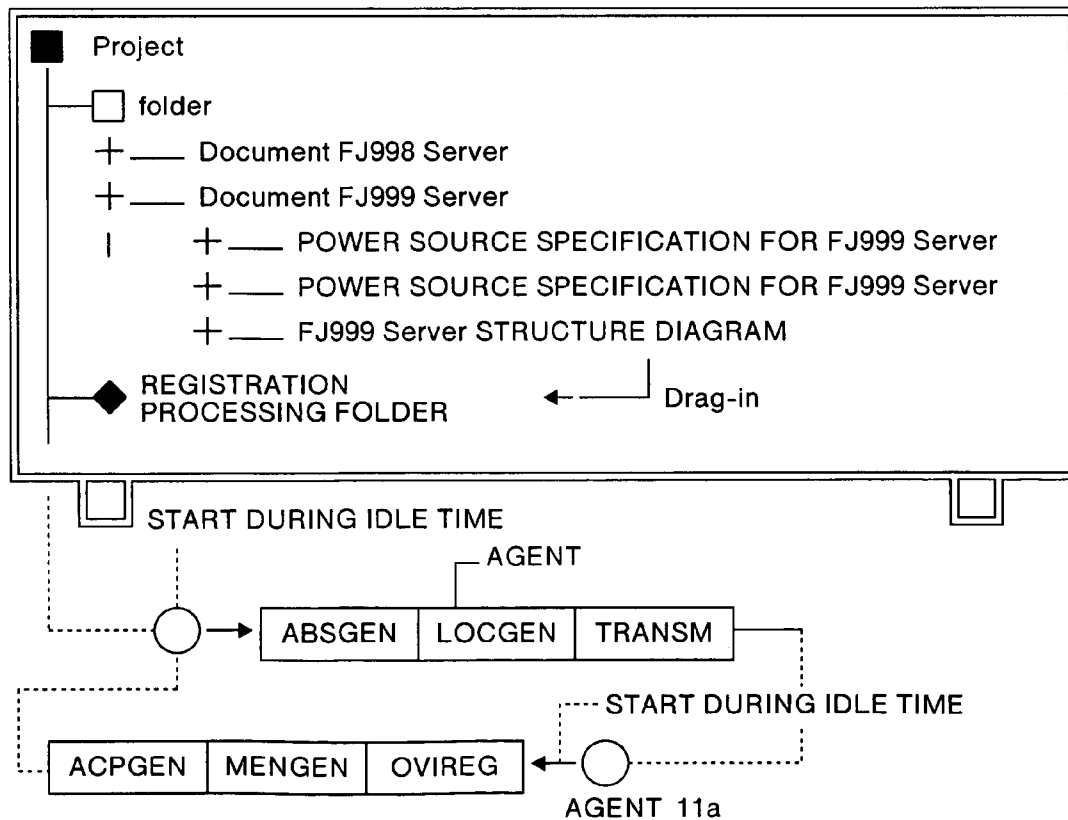 Project
folder
Document FJ998 Server
Document FJ999 Server
POWER SOURCE SPECIFICATION FOR FJ999 Server
POWER SOURCE SPECIFICATION FOR FJ999 Server
FJ999 Server STRUCTURE DIAGRAM
REGISTRATION
PROCESSING FOLDER
Drag-in
START DURING IDLE TIME
AGENT
ABSGEN LOCGEN TRANSM
START DURING IDLE TIME
ACPGEN MENGEN OVIREG
AGENT 11a